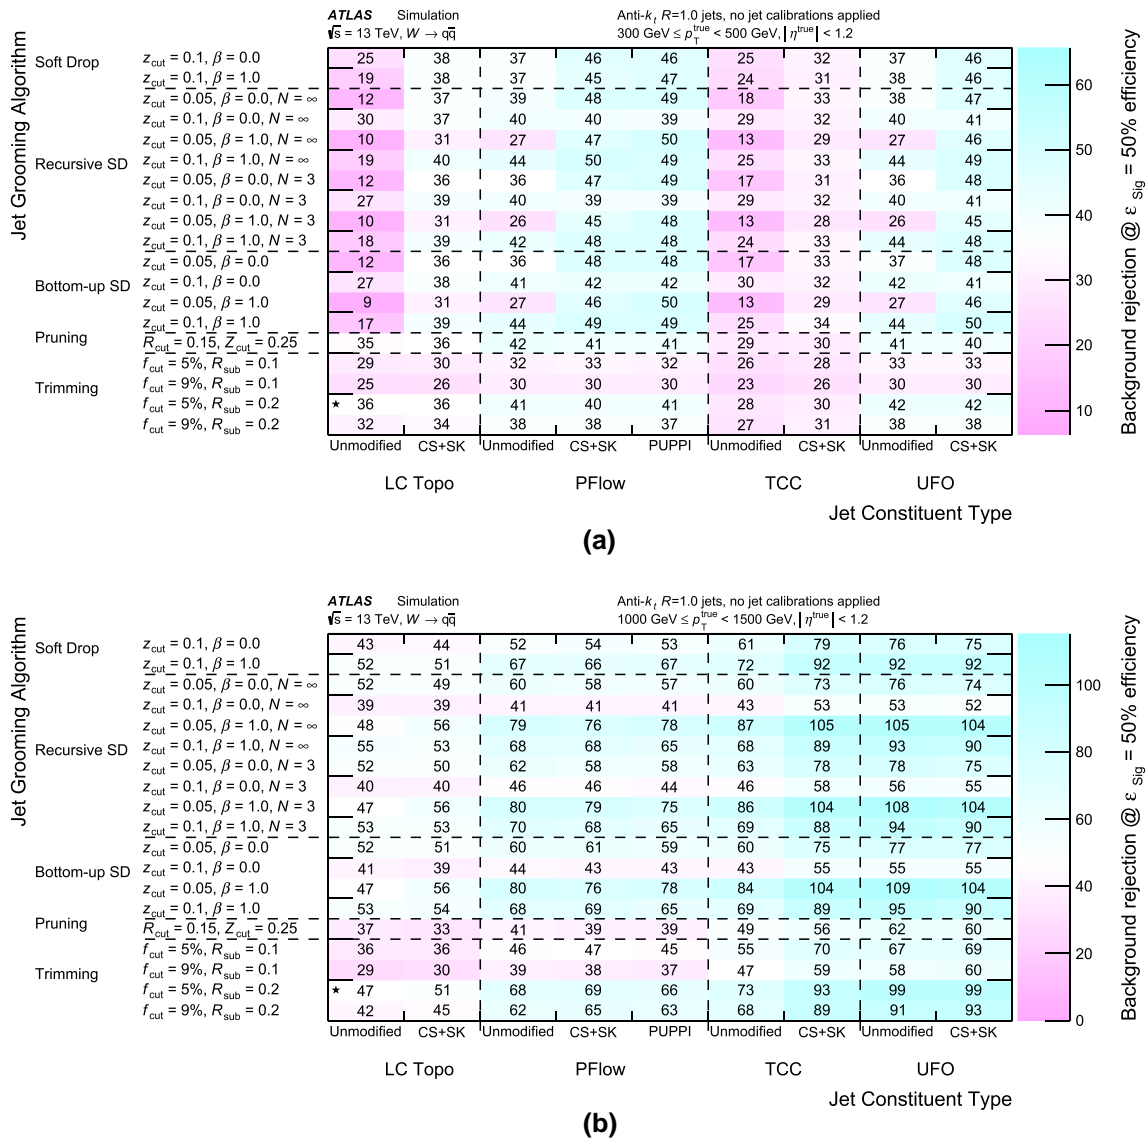 ATLAS Simulation Anti-k_t R=1.0 jets, no jet calibrations applied
√s = 13 TeV, W → qq̄ 300 GeV ≤ p_T^true < 500 GeV, |η^true| < 1.2
Jet Grooming Algorithm
Soft Drop z_cut = 0.1, β = 0.0 25 38 37 46 46 25 32 37 46
z_cut = 0.1, β = 1.0 19 38 37 45 47 24 31 38 46
z_cut = 0.05, β = 0.0, N = ∞ 12 37 39 48 49 18 33 38 47
z_cut = 0.1, β = 0.0, N = ∞ 30 37 40 40 39 29 32 40 41
z_cut = 0.05, β = 1.0, N = ∞ 10 31 27 47 50 13 29 27 46
Recursive SD z_cut = 0.1, β = 1.0, N = ∞ 19 40 44 50 49 25 33 44 49
z_cut = 0.05, β = 0.0, N = 3 12 36 36 47 49 17 31 36 48
z_cut = 0.1, β = 0.0, N = 3 27 39 40 39 39 29 32 40 41
z_cut = 0.05, β = 1.0, N = 3 10 31 26 45 48 13 28 26 45
z_cut = 0.1, β = 1.0, N = 3 18 39 42 48 48 24 33 44 48
z_cut = 0.05, β = 0.0 12 36 36 48 48 17 33 37 48
Bottom-up SD z_cut = 0.1, β = 0.0 27 38 41 42 42 30 32 42 41
z_cut = 0.05, β = 1.0 9 31 27 46 50 13 29 27 46
z_cut = 0.1, β = 1.0 17 39 44 49 49 25 34 44 50
Pruning R_cut = 0.15, Z_cut = 0.25 35 36 42 41 41 29 30 41 40
f_cut = 5%, R_sub = 0.1 29 30 32 33 32 26 28 33 33
Trimming f_cut = 9%, R_sub = 0.1 25 26 30 30 30 23 26 30 30
f_cut = 5%, R_sub = 0.2 ★ 36 36 41 40 41 28 30 42 42
f_cut = 9%, R_sub = 0.2 32 34 38 38 37 27 31 38 38
Unmodified CS+SK Unmodified CS+SK PUPPI Unmodified CS+SK Unmodified CS+SK
LC Topo PFlow TCC UFO
Jet Constituent Type
60
50
40
30
20
10
Background rejection @ ε_Sig = 50% efficiency
(a)
ATLAS Simulation Anti-k_t R=1.0 jets, no jet calibrations applied
√s = 13 TeV, W → qq̄ 1000 GeV ≤ p_T^true < 1500 GeV, |η^true| < 1.2
Jet Grooming Algorithm
Soft Drop z_cut = 0.1, β = 0.0 43 44 52 54 53 61 79 76 75
z_cut = 0.1, β = 1.0 52 51 67 66 67 72 92 92 92
z_cut = 0.05, β = 0.0, N = ∞ 52 49 60 58 57 60 73 76 74
z_cut = 0.1, β = 0.0, N = ∞ 39 39 41 41 41 43 53 53 52
z_cut = 0.05, β = 1.0, N = ∞ 48 56 79 76 78 87 105 105 104
Recursive SD z_cut = 0.1, β = 1.0, N = ∞ 55 53 68 68 65 68 89 93 90
z_cut = 0.05, β = 0.0, N = 3 52 50 62 58 58 63 78 78 75
z_cut = 0.1, β = 0.0, N = 3 40 40 46 46 44 46 58 56 55
z_cut = 0.05, β = 1.0, N = 3 47 56 80 79 75 86 104 108 104
z_cut = 0.1, β = 1.0, N = 3 53 53 70 68 65 69 88 94 90
z_cut = 0.05, β = 0.0 52 51 60 61 59 60 75 77 77
Bottom-up SD z_cut = 0.1, β = 0.0 41 39 44 43 43 43 55 55 55
z_cut = 0.05, β = 1.0 47 56 80 76 78 84 104 109 104
z_cut = 0.1, β = 1.0 53 54 68 69 65 69 89 95 90
Pruning R_cut = 0.15, Z_cut = 0.25 37 33 41 39 39 49 56 62 60
f_cut = 5%, R_sub = 0.1 36 36 46 47 45 55 70 67 69
Trimming f_cut = 9%, R_sub = 0.1 29 30 39 38 37 47 59 58 60
f_cut = 5%, R_sub = 0.2 ★ 47 51 68 69 66 73 93 99 99
f_cut = 9%, R_sub = 0.2 42 45 62 65 63 68 89 91 93
Unmodified CS+SK Unmodified CS+SK PUPPI Unmodified CS+SK Unmodified CS+SK
LC Topo PFlow TCC UFO
Jet Constituent Type
100
80
60
40
20
0
Background rejection @ ε_Sig = 50% efficiency
(b)